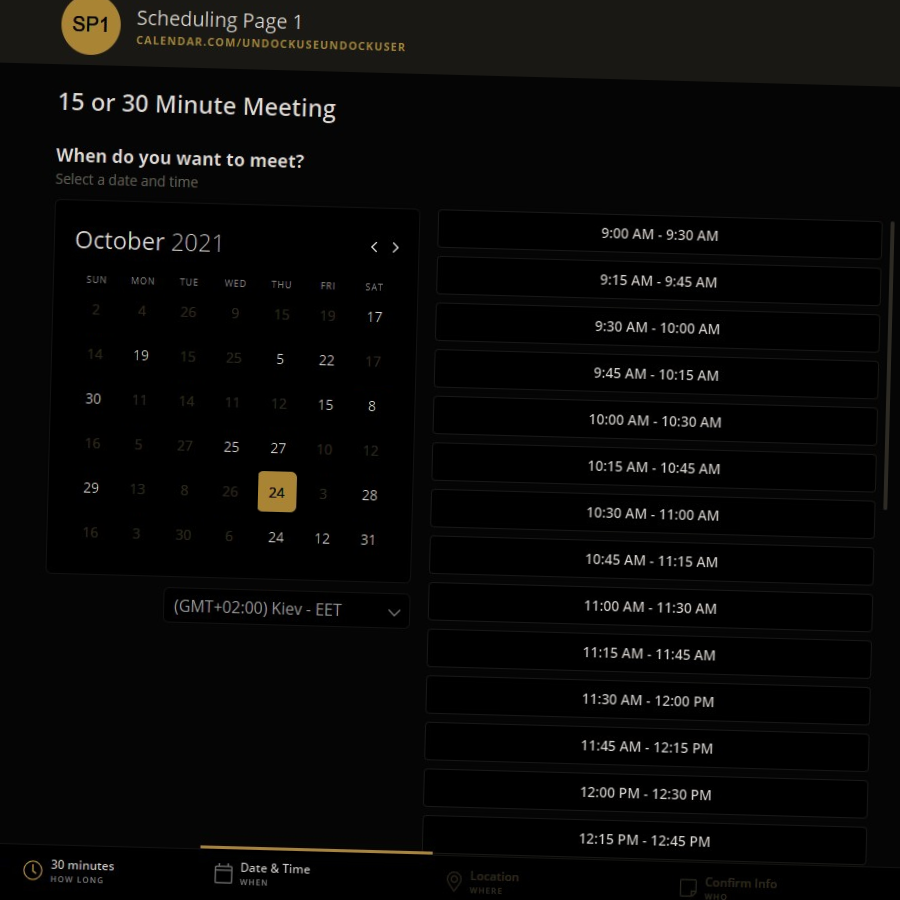 SP1
Scheduling Page 1
CALENDAR.COM/UNDOCKUSEUNDOCKUSER
15 or 30 Minute Meeting
When do you want to meet?
Select a date and time
October 2021
SUN MON TUE WED THU FRI SAT
2 4 26 9 15 19 17
14 19 15 25 5 22 17
30 11 14 11 12 15 8
16 5 27 25 27 10 12
29 13 8 26 24 3 28
16 3 30 6 24 12 31
(GMT+02:00) Kiev - EET
9:00 AM - 9:30 AM
9:15 AM - 9:45 AM
9:30 AM - 10:00 AM
9:45 AM - 10:15 AM
10:00 AM - 10:30 AM
10:15 AM - 10:45 AM
10:30 AM - 11:00 AM
10:45 AM - 11:15 AM
11:00 AM - 11:30 AM
11:15 AM - 11:45 AM
11:30 AM - 12:00 PM
11:45 AM - 12:15 PM
12:00 PM - 12:30 PM
12:15 PM - 12:45 PM
30 minutes
HOW LONG
Date & Time
WHEN
Location
WHERE
Confirm Info
WHO